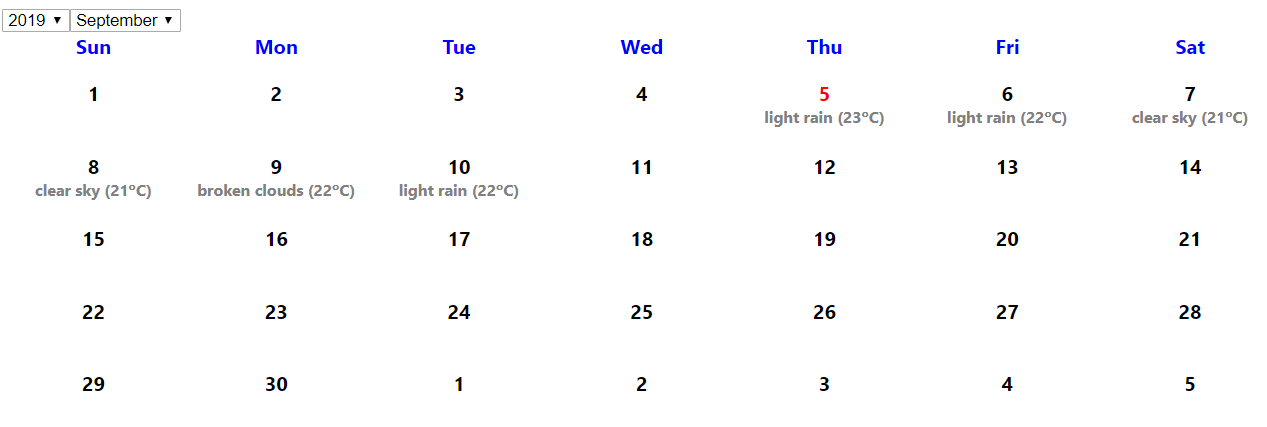 2019 September
Sun Mon Tue Wed Thu Fri Sat
1 2 3 4 5 6 7
light rain (23°C) light rain (22°C) clear sky (21°C)
8 9 10 11 12 13 14
clear sky (21°C) broken clouds (22°C) light rain (22°C)
15 16 17 18 19 20 21
22 23 24 25 26 27 28
29 30 1 2 3 4 5